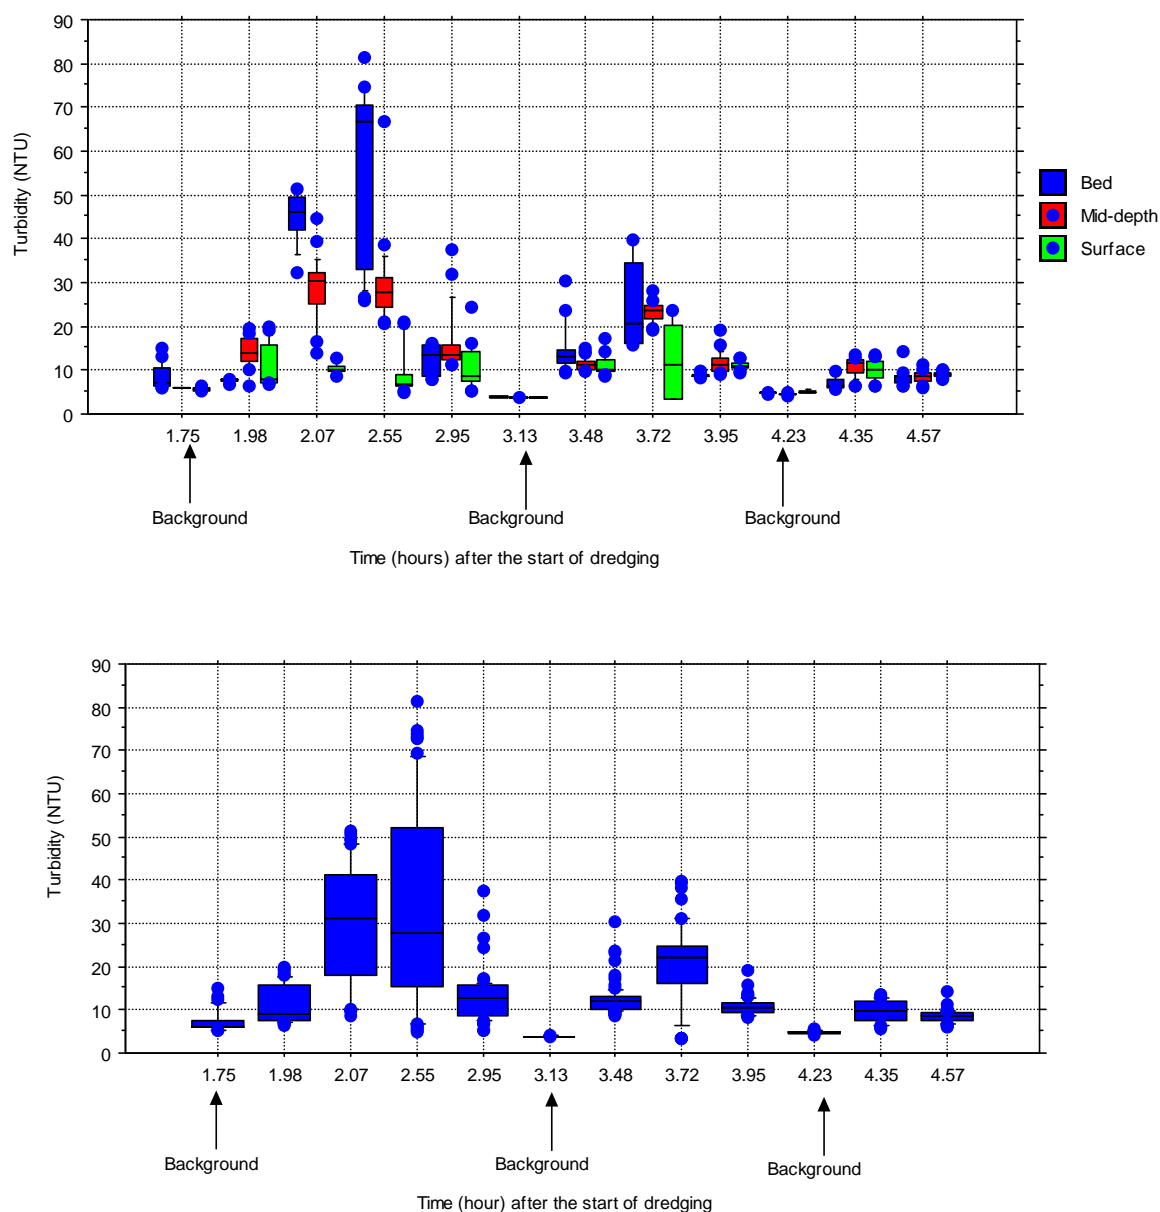 90
80
70
60
50
40
30
20
10
0
Turbidity (NTU)
Bed
Mid-depth
Surface
1.75 1.98 2.07 2.55 2.95 3.13 3.48 3.72 3.95 4.23 4.35 4.57
Background Background Background
Time (hours) after the start of dredging
90
80
70
60
50
40
30
20
10
0
Turbidity (NTU)
1.75 1.98 2.07 2.55 2.95 3.13 3.48 3.72 3.95 4.23 4.35 4.57
Background Background Background
Time (hour) after the start of dredging